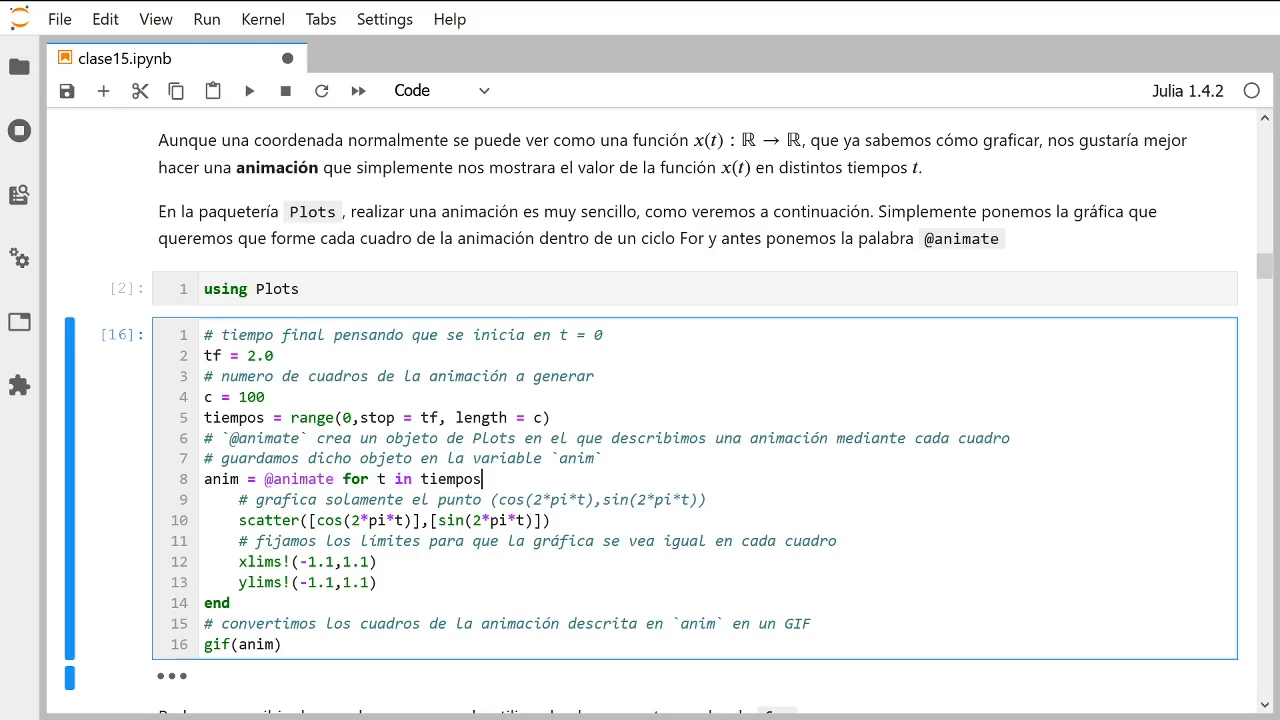 File Edit View Run Kernel Tabs Settings Help
clase15.ipynb
Code
Julia 1.4.2
Aunque una coordenada normalmente se puede ver como una función x(t) : ℝ → ℝ, que ya sabemos cómo graficar, nos gustaría mejor
hacer una animación que simplemente nos mostrara el valor de la función x(t) en distintos tiempos t.
En la paquetería Plots , realizar una animación es muy sencillo, como veremos a continuación. Simplemente ponemos la gráfica que
queremos que forme cada cuadro de la animación dentro de un ciclo For y antes ponemos la palabra @animate
[2]: 1 using Plots
[16]: 1 # tiempo final pensando que se inicia en t = 0
2 tf = 2.0
3 # numero de cuadros de la animación a generar
4 c = 100
5 tiempos = range(0,stop = tf, length = c)
6 # `@animate` crea un objeto de Plots en el que describimos una animación mediante cada cuadro
7 # guardamos dicho objeto en la variable `anim`
8 anim = @animate for t in tiempos
9 # grafica solamente el punto (cos(2*pi*t),sin(2*pi*t))
10 scatter([cos(2*pi*t)],[sin(2*pi*t)])
11 # fijamos los límites para que la gráfica se vea igual en cada cuadro
12 xlims!(-1.1,1.1)
13 ylims!(-1.1,1.1)
14 end
15 # convertimos los cuadros de la animación descrita en `anim` en un GIF
16 gif(anim)